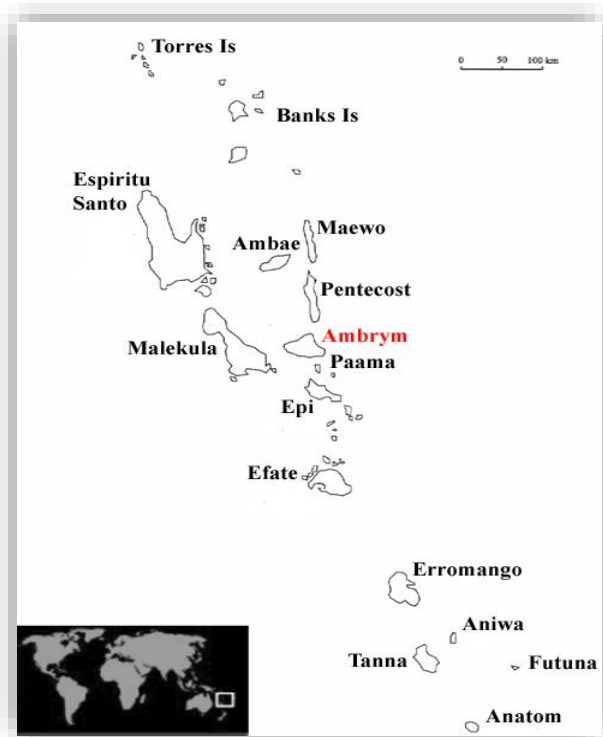 Torres Is
0 50 100 km
Banks Is
Espiritu
Santo
Maewo
Ambae
Pentecost
Ambrym
Malekula
Paama
Epi
Efate
Erromango
Aniwa
Tanna
Futuna
Anatom